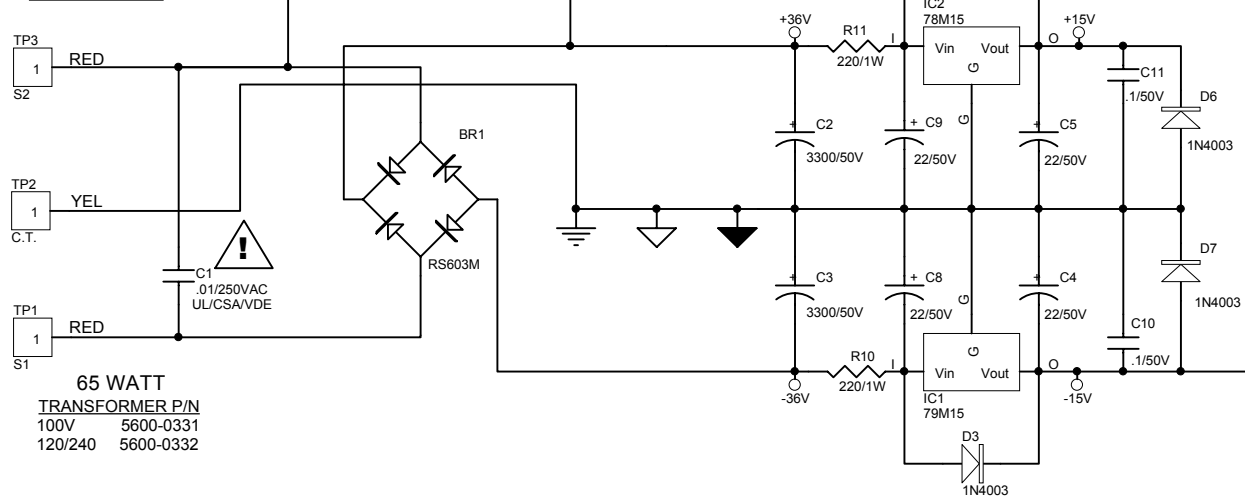 IC2
78M15
+36V
R11
I
220/1W
Vin
Vout
G
O
+15V
TP3
1
RED
S2
C11
.1/50V
D6
1N4003
BR1
+
C2
3300/50V
+
C9
22/50V
G
+
C5
22/50V
TP2
1
YEL
C.T.
!
RS603M
C1
.01/250VAC
UL/CSA/VDE
+
C3
3300/50V
+
C8
22/50V
G
+
C4
22/50V
D7
1N4003
TP1
1
RED
S1
C10
.1/50V
R10
I
220/1W
G
Vin
Vout
O
-36V
-15V
IC1
79M15
D3
1N4003
65 WATT
TRANSFORMER P/N
100V 5600-0331
120/240 5600-0332